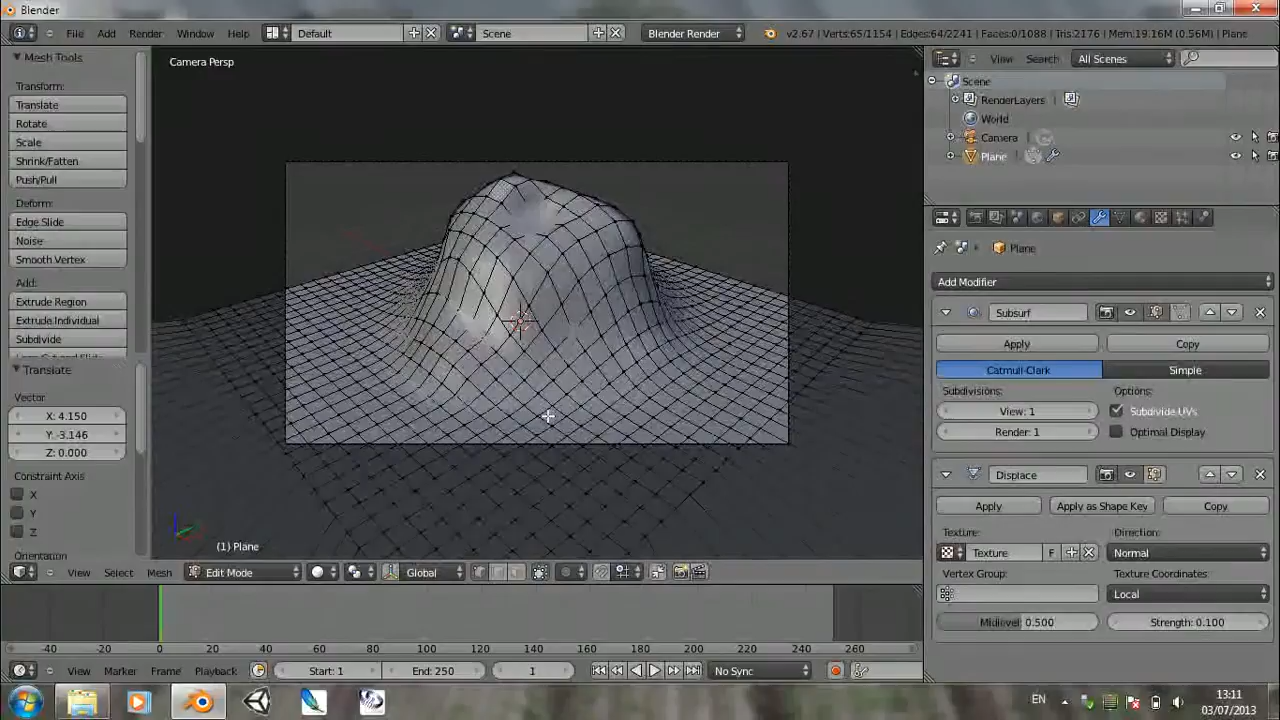 Blender
File Add Render Window Help Default Scene Blender Render v2.67 | Verts:65/1154 | Edges:64/2241 | Faces:0/1088 | Tris:2176 | Mem:19.16M (0.56M) | Plane
Mesh Tools
Transform:
Translate
Rotate
Scale
Shrink/Fatten
Push/Pull
Deform:
Edge Slide
Noise
Smooth Vertex
Add:
Extrude Region
Extrude Individual
Subdivide
Translate
Vector
X: 4.150
Y: -3.146
Z: 0.000
Constraint Axis
X
Y
Z
Orientation
Camera Persp
(1) Plane
View Select Mesh Edit Mode Global
View Search All Scenes
Scene
RenderLayers
World
Camera
Plane
Plane
Add Modifier
Subsurf
Apply Copy
Catmull-Clark Simple
Subdivisions: Options:
View: 1 Subdivide UVs
Render: 1 Optimal Display
Displace
Apply Apply as Shape Key Copy
Texture: Direction:
Texture F Normal
Vertex Group: Texture Coordinates:
Local
Midlevel: 0.500 Strength: 0.100
-40 -20 0 20 40 60 80 100 120 140 160 180 200 220 240 260
View Marker Frame Playback Start: 1 End: 250 1 No Sync
EN 13:11
03/07/2013